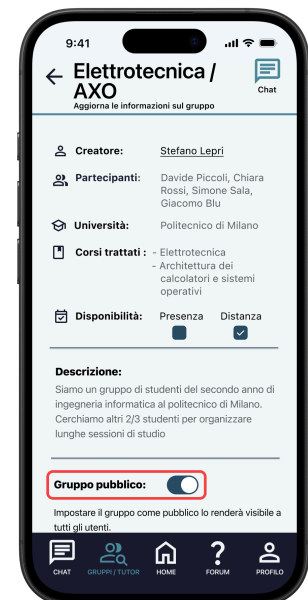 9:41
Elettrotecnica /
AXO
Aggiorna le informazioni sul gruppo
Chat
Creatore: Stefano Lepri
Partecipanti: Davide Piccoli, Chiara
Rossi, Simone Sala,
Giacomo Blu
Università: Politecnico di Milano
Corsi trattati : - Elettrotecnica
- Architettura dei
calcolatori e sistemi
operativi
Disponibilità: Presenza Distanza
Descrizione:
Siamo un gruppo di studenti del secondo anno di
ingegneria informatica al politecnico di Milano.
Cerchiamo altri 2/3 studenti per organizzare
lunghe sessioni di studio
Gruppo pubblico:
Impostare il gruppo come pubblico lo renderà visibile a
tutti gli utenti.
CHAT GRUPPI/TUTOR HOME FORUM PROFILO